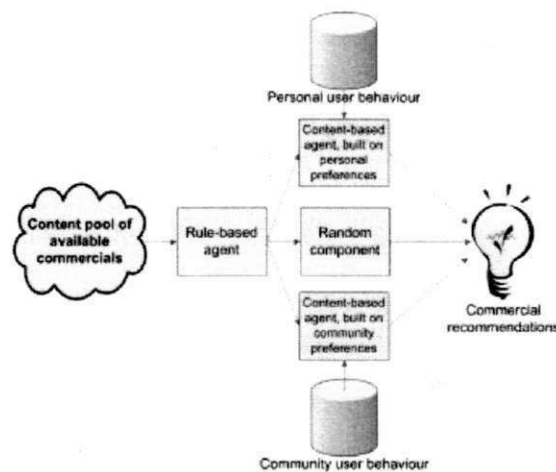 Personal user behaviour
Content-based
agent, built on
personal
preferences
Content pool of
available
commercials
Rule-based
agent
Random
component
Content-based
agent, built on
community
preferences
Commercial
recommendations
Community user behaviour